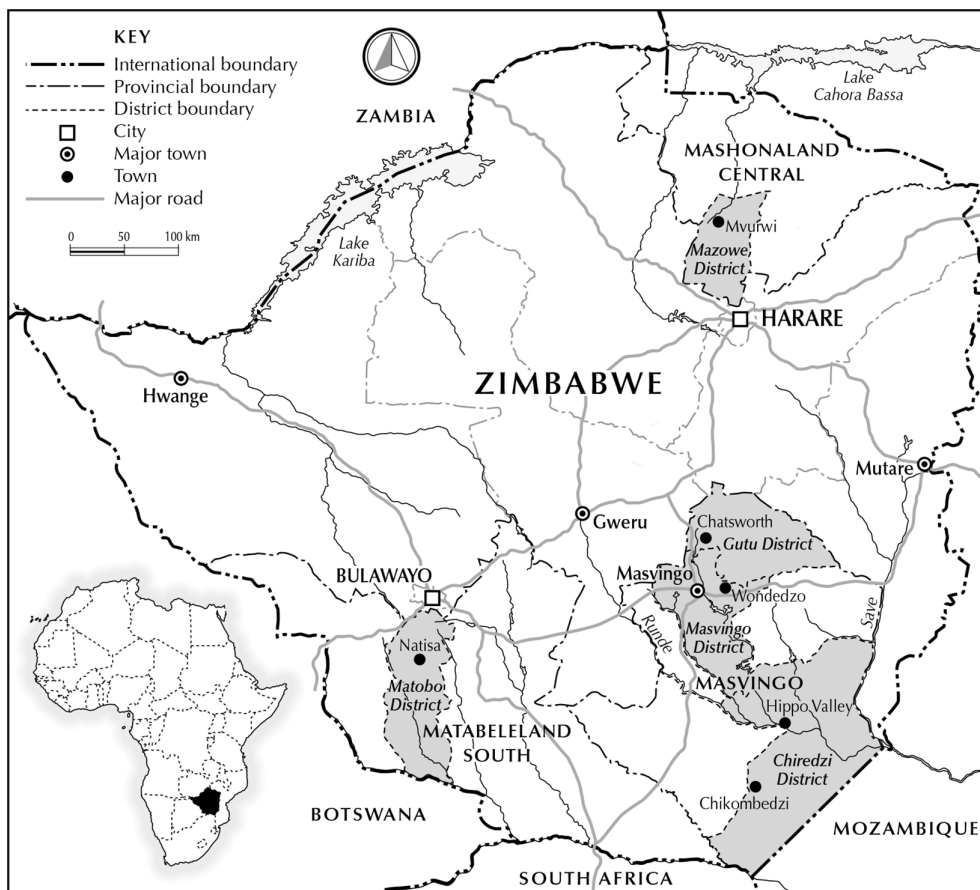 KEY
International boundary
Provincial boundary
District boundary
City
Major town
Town
Major road
0 50 100 km
ZAMBIA
Lake
Cahora Bassa
MASHONALAND
CENTRAL
Mvurwi
Mazowe
District
Lake
Kariba
HARARE
ZIMBABWE
Hwange
Mutare
Gweru
Chatsworth
Gutu District
Masvingo
Wondedzo
BULAWAYO
Natisa
Matobo
District
MATABELELAND
SOUTH
Runde
Save
Masvingo
District
MASVINGO
Hippo Valley
Chiredzi
District
Chikombedzi
BOTSWANA
MOZAMBIQUE
SOUTH AFRICA